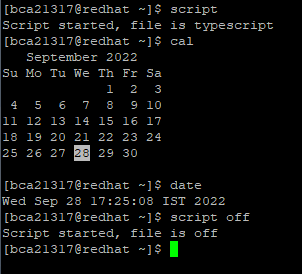 [bca21317@redhat ~]$ script
Script started, file is typescript
[bca21317@redhat ~]$ cal
   September 2022
Su Mo Tu We Th Fr Sa
             1  2  3
 4  5  6  7  8  9 10
11 12 13 14 15 16 17
18 19 20 21 22 23 24
25 26 27 28 29 30
[bca21317@redhat ~]$ date
Wed Sep 28 17:25:08 IST 2022
[bca21317@redhat ~]$ script off
Script started, file is off
[bca21317@redhat ~]$